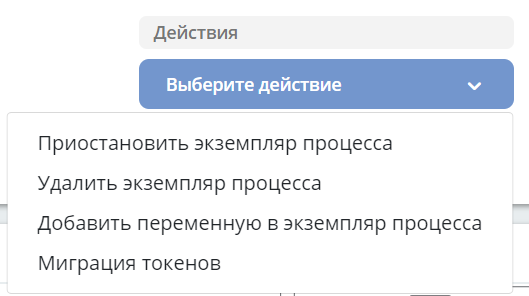 Действия
Выберите действие
Приостановить экземпляр процесса
Удалить экземпляр процесса
Добавить переменную в экземпляр процесса
Миграция токенов